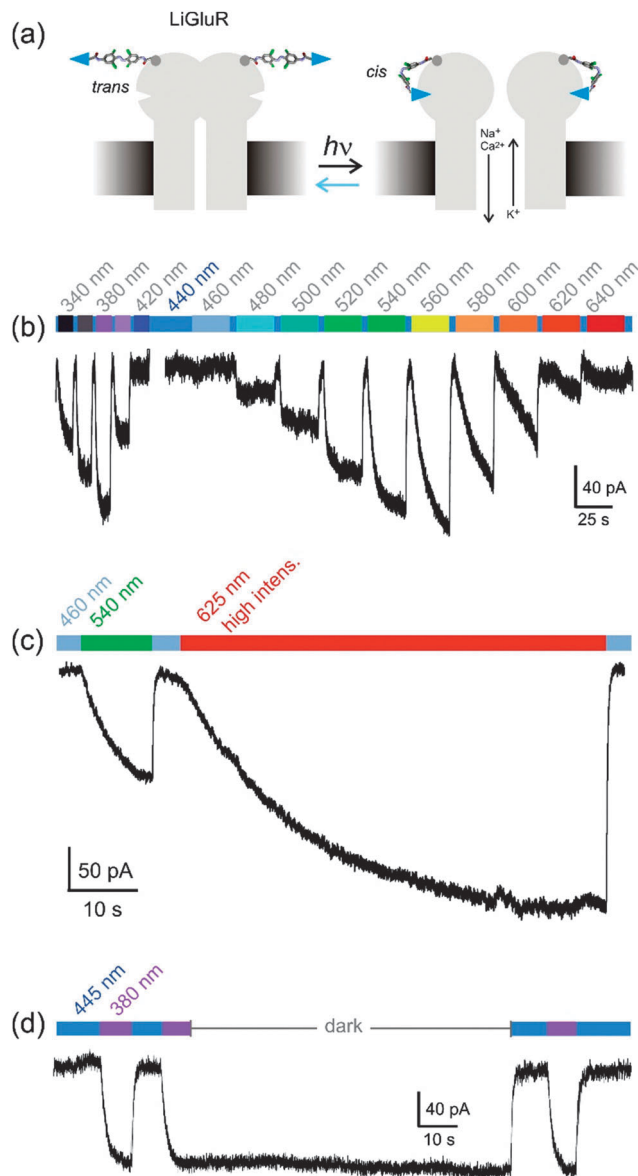 (a)
LiGluR
trans
cis
hν
Na⁺
Ca²⁺
K⁺
340 nm
380 nm
420 nm
440 nm
460 nm
480 nm
500 nm
520 nm
540 nm
560 nm
580 nm
600 nm
620 nm
640 nm
(b)
40 pA
25 s
460 nm
540 nm
625 nm
high intens.
(c)
50 pA
10 s
445 nm
380 nm
(d)
dark
40 pA
10 s